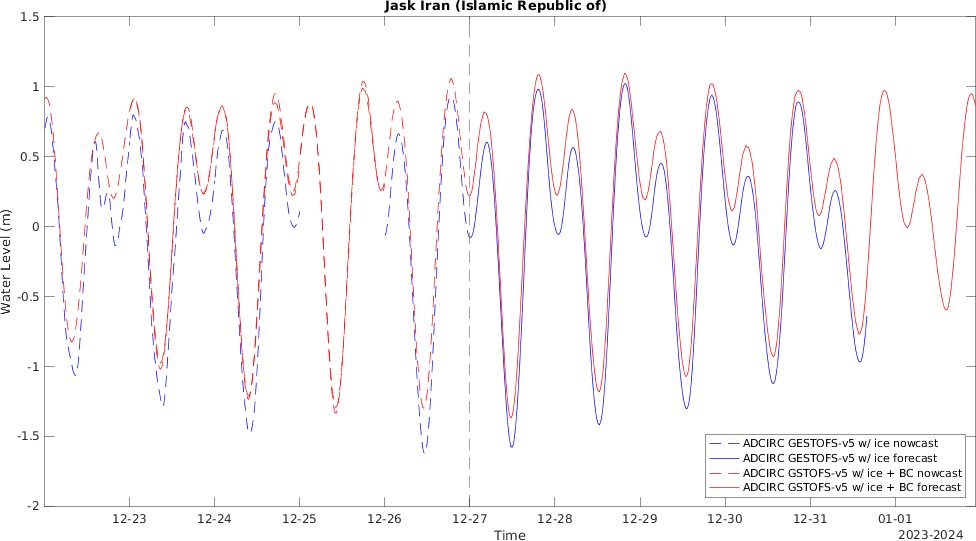 Jask Iran (Islamic Republic of)
1.5
1
0.5
0
-0.5
-1
-1.5
-2
Water Level (m)
12-23 12-24 12-25 12-26 12-27 12-28 12-29 12-30 12-31 01-01
Time
2023-2024
ADCIRC GESTOFS-v5 w/ ice nowcast
ADCIRC GESTOFS-v5 w/ ice forecast
ADCIRC GSTOFS-v5 w/ ice + BC nowcast
ADCIRC GSTOFS-v5 w/ ice + BC forecast